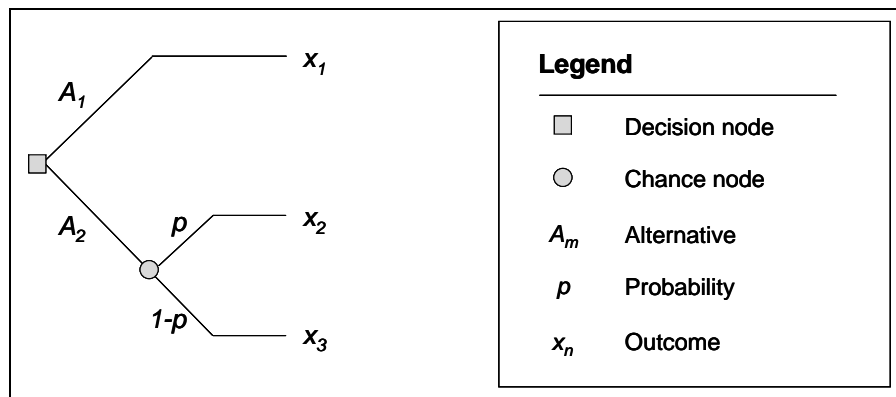 A1
A2
p
1-p
x1
x2
x3
Legend
Decision node
Chance node
Am Alternative
p Probability
xn Outcome